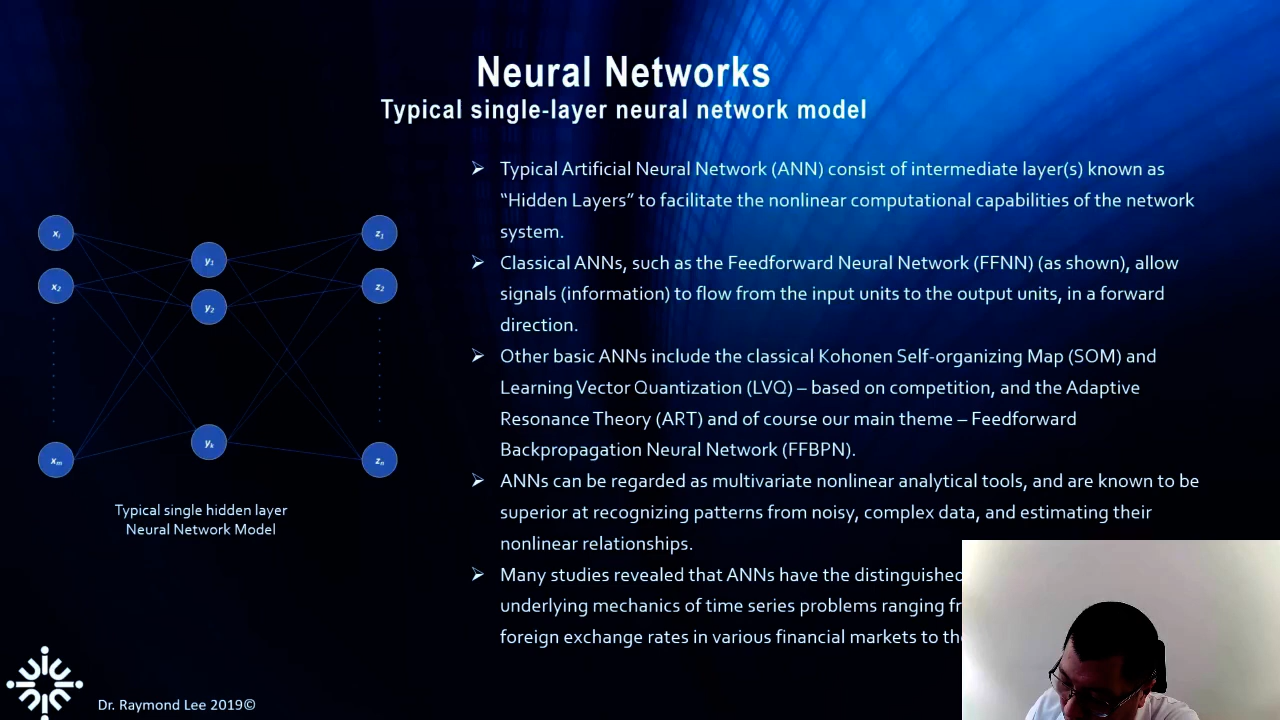 Neural Networks
Typical single-layer neural network model
➢ Typical Artificial Neural Network (ANN) consist of intermediate layer(s) known as
“Hidden Layers” to facilitate the nonlinear computational capabilities of the network
system.
➢ Classical ANNs, such as the Feedforward Neural Network (FFNN) (as shown), allow
signals (information) to flow from the input units to the output units, in a forward
direction.
➢ Other basic ANNs include the classical Kohonen Self-organizing Map (SOM) and
Learning Vector Quantization (LVQ) – based on competition, and the Adaptive
Resonance Theory (ART) and of course our main theme – Feedforward
Backpropagation Neural Network (FFBPN).
➢ ANNs can be regarded as multivariate nonlinear analytical tools, and are known to be
superior at recognizing patterns from noisy, complex data, and estimating their
nonlinear relationships.
➢ Many studies revealed that ANNs have the distinguished
underlying mechanics of time series problems ranging
foreign exchange rates in various financial markets to
x₂
xₘ
y₁
y₂
yₖ
z₁
z₂
zₙ
Typical single hidden layer
Neural Network Model
Dr. Raymond Lee 2019©